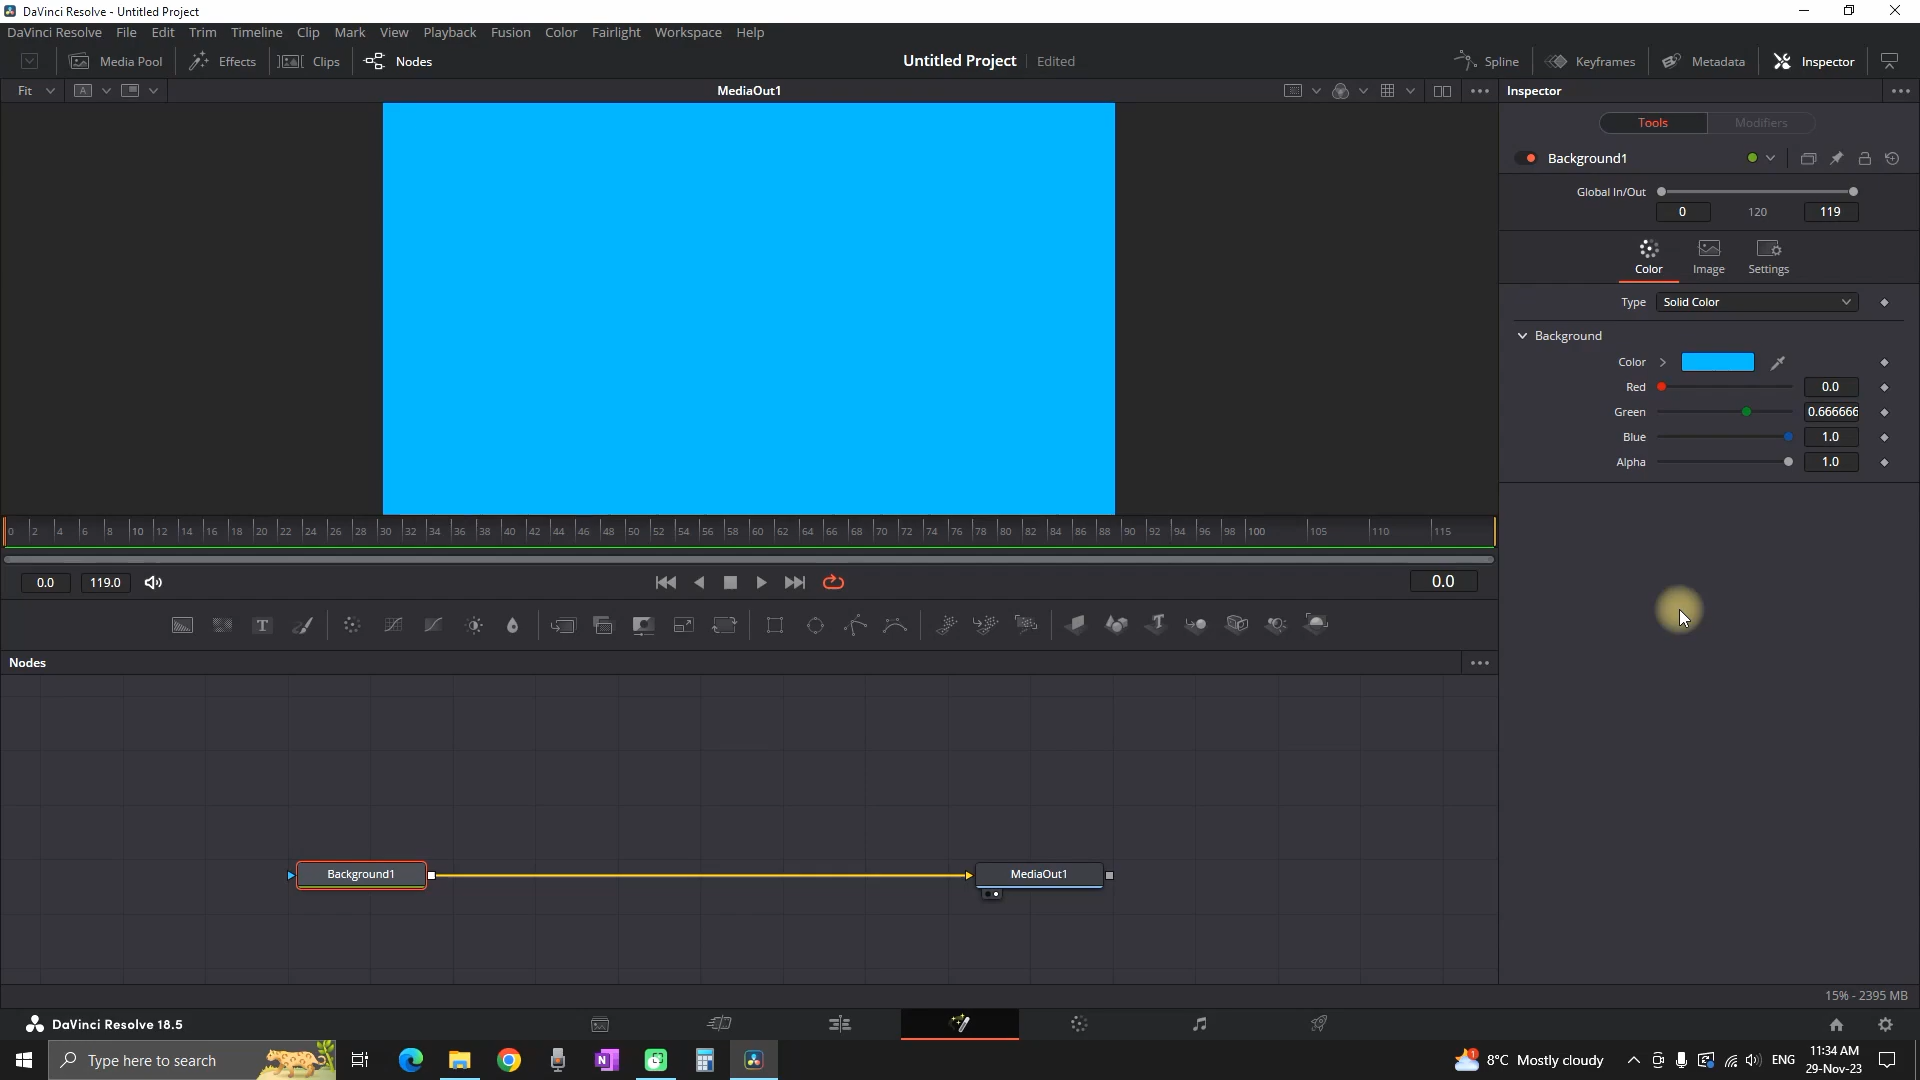 DaVinci Resolve - Untitled Project
DaVinci Resolve File Edit Trim Timeline Clip Mark View Playback Fusion Color Fairlight Workspace Help
Media Pool Effects Clips Nodes Untitled Project Edited Spline Keyframes Metadata Inspector
Fit A MediaOut1 Inspector
Tools Modifiers
Background1
Global In/Out
0 120 119
Color Image Settings
Type Solid Color
Background
Color
Red 0.0
Green 0.666666
Blue 1.0
Alpha 1.0
0 2 4 6 8 10 12 14 16 18 20 22 24 26 28 30 32 34 36 38 40 42 44 46 48 50 52 54 56 58 60 62 64 66 68 70 72 74 76 78 80 82 84 86 88 90 92 94 96 98 100 105 110 115
0.0 119.0 0.0
T T
Nodes
Background1 MediaOut1
15% - 2395 MB
DaVinci Resolve 18.5
Type here to search N 1 8°C Mostly cloudy ENG 11:34 AM
29-Nov-23